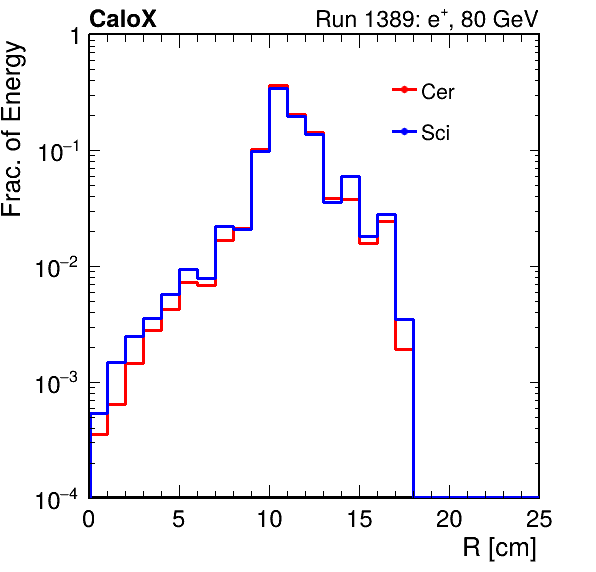 CaloX Run 1389: e⁺, 80 GeV
Frac. of Energy
1
10⁻¹
10⁻²
10⁻³
10⁻⁴
Cer
Sci
0 5 10 15 20 25
R [cm]